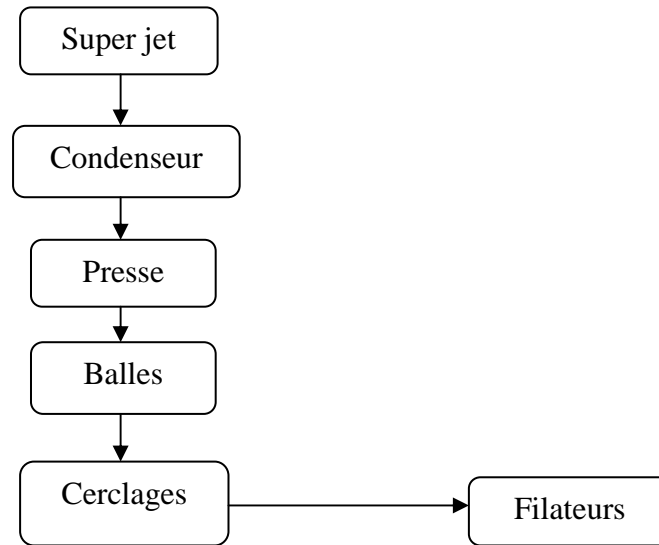 Super jet
Condenseur
Presse
Balles
Cerclages
Filateurs